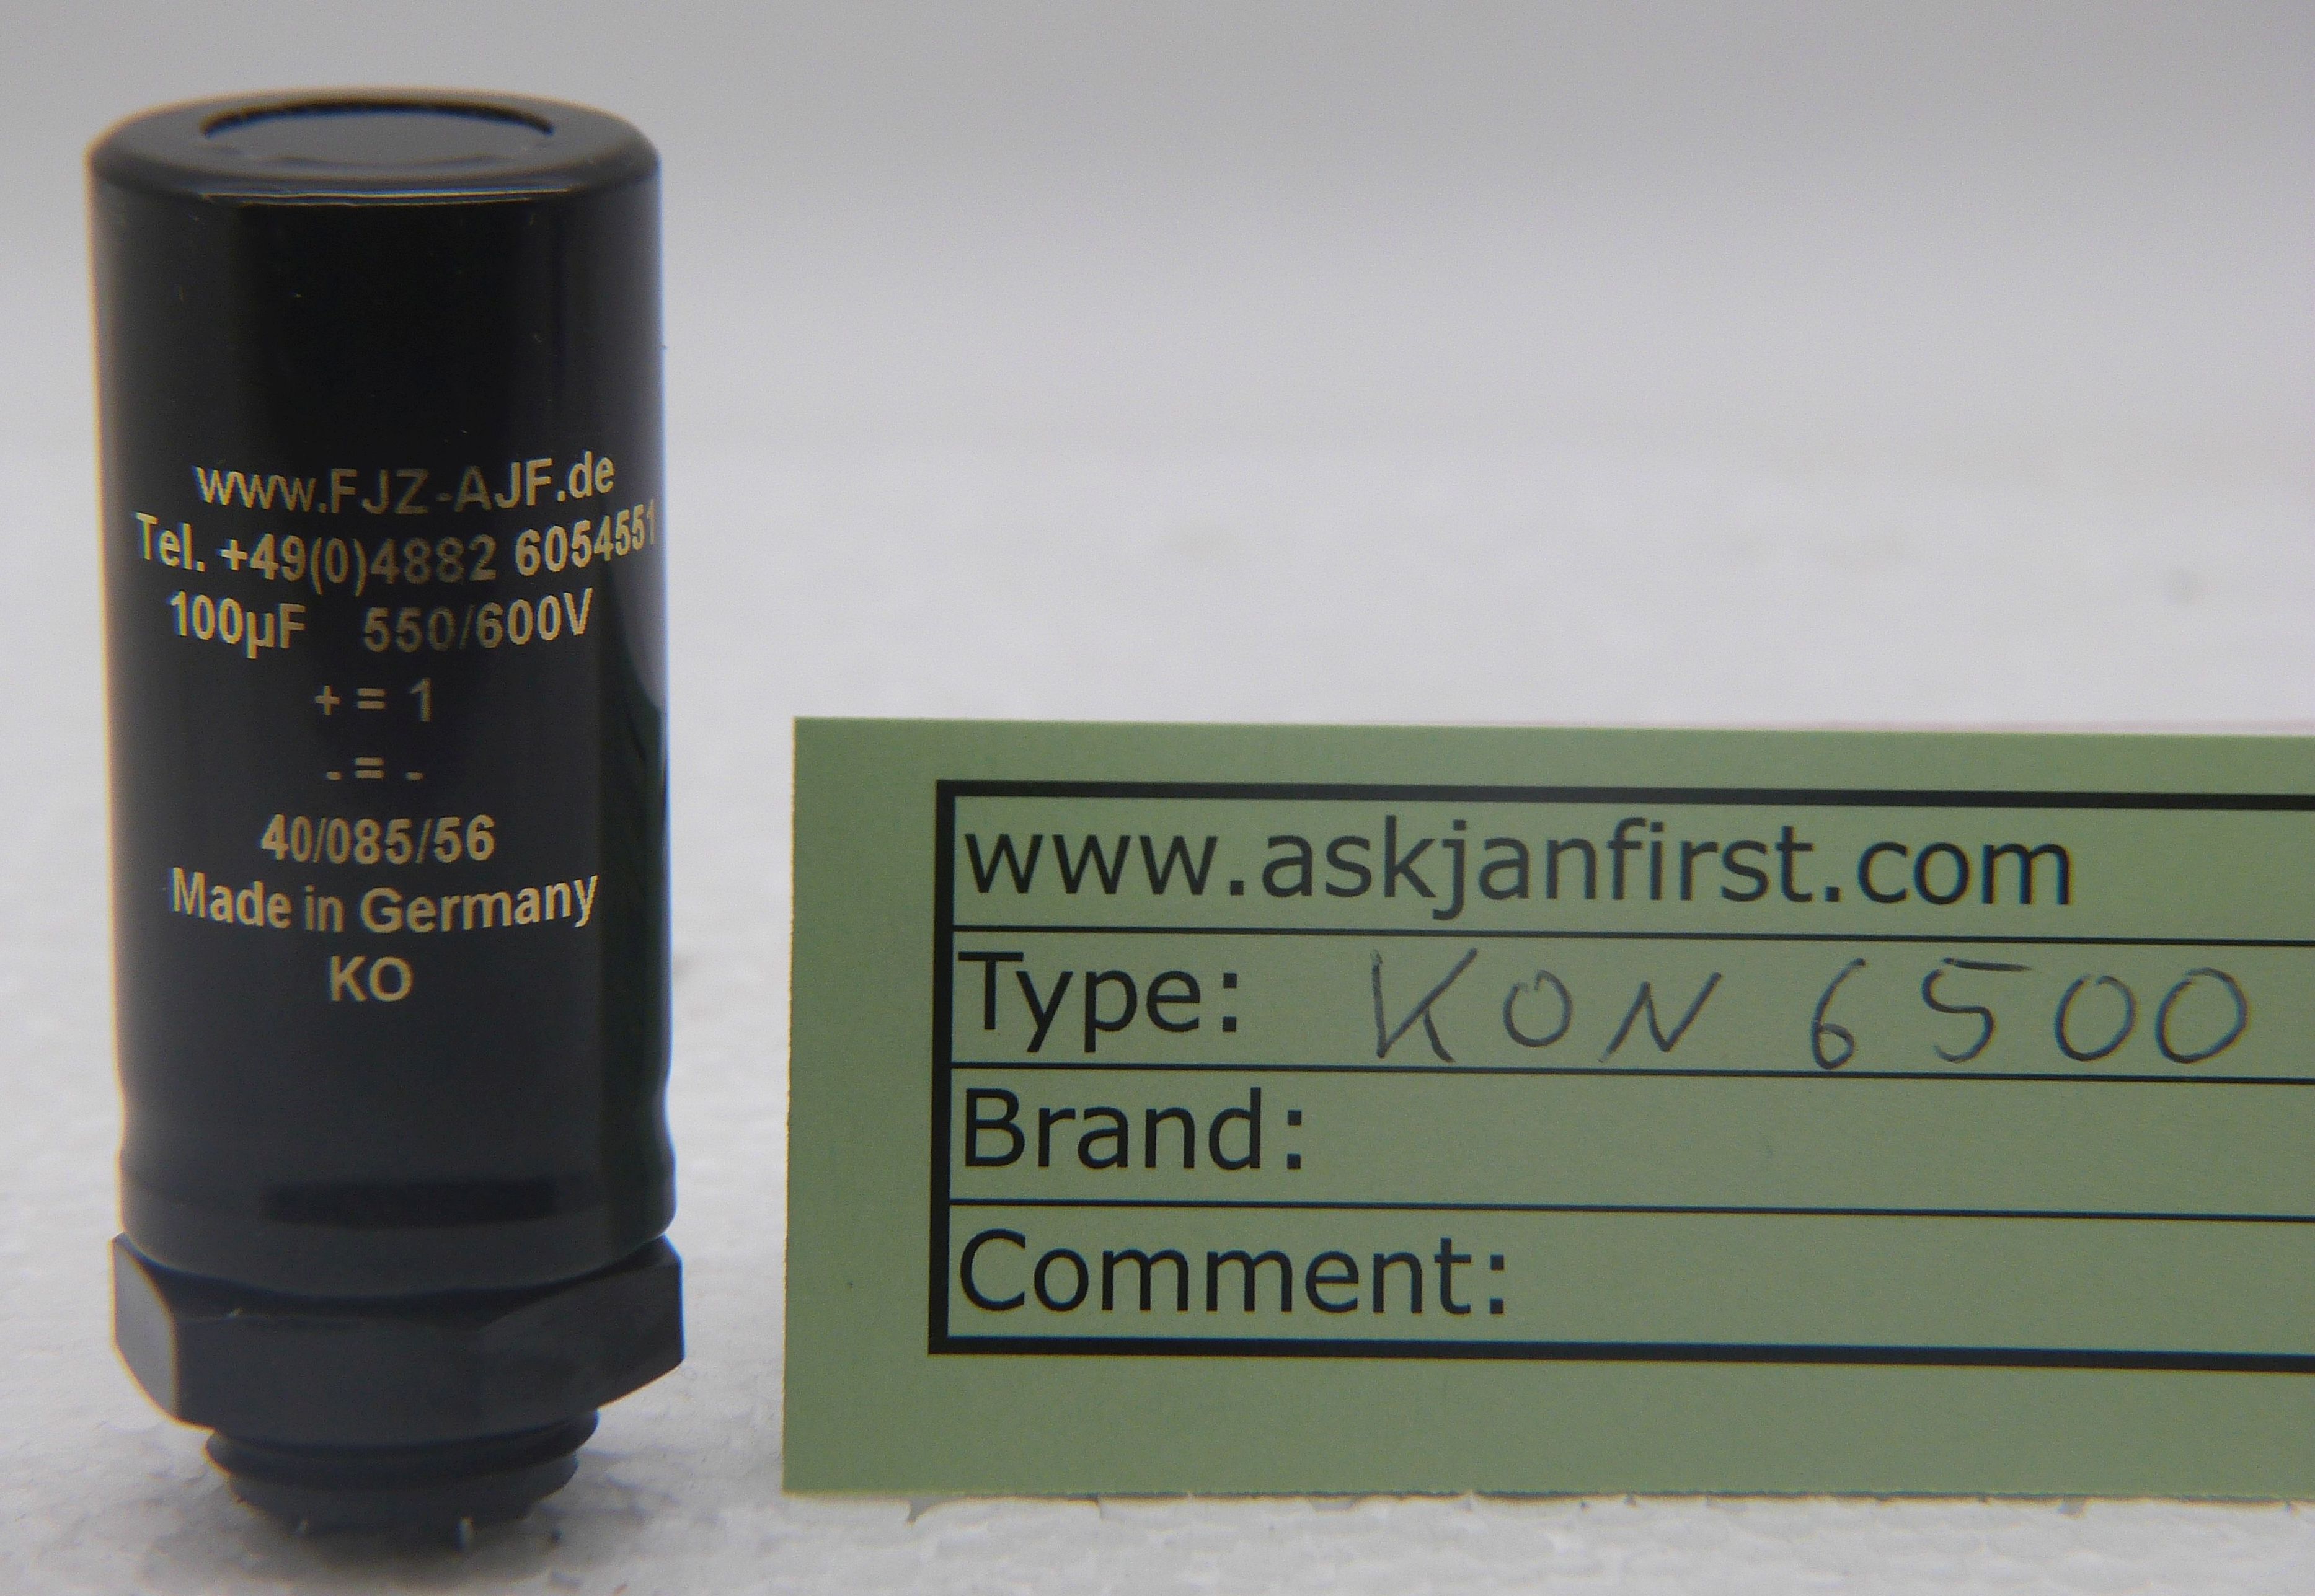 www.FJZ-AJF.de
Tel. +49(0)4882 6054551
100µF 550/600V
+ = 1
- = -
40/085/56
Made in Germany
KO
www.askjanfirst.com
Type: KON 6500
Brand:
Comment: